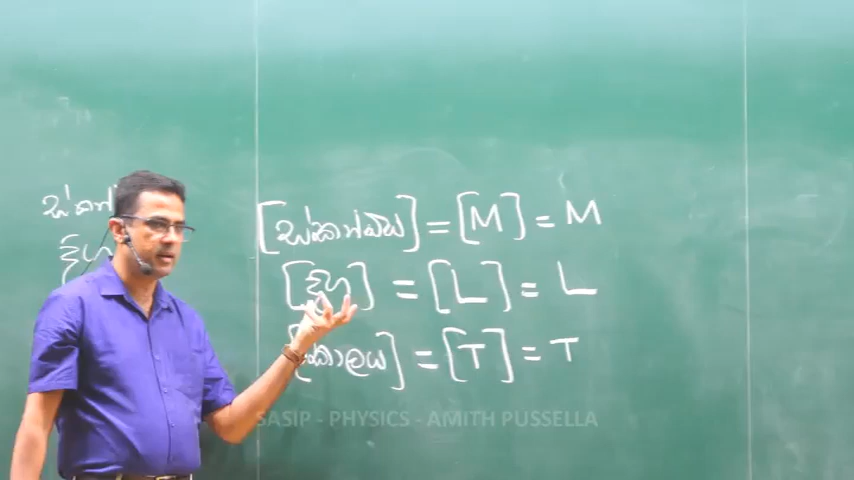 [ස්කන්ධය] = [M] = M
[දිග] = [L] = L
[කාලය] = [T] = T
SASIP - PHYSICS - AMITH PUSSELLA